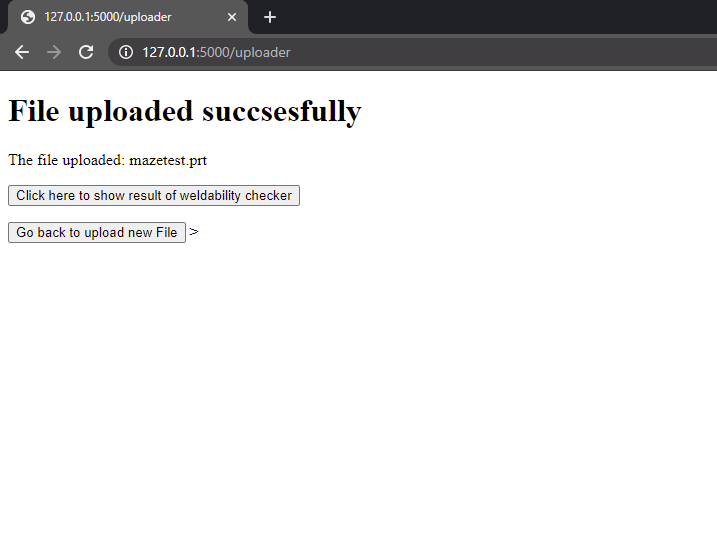 127.0.0.1:5000/uploader
127.0.0.1:5000/uploader
File uploaded succsesfully
The file uploaded: mazetest.prt
Click here to show result of weldability checker
Go back to upload new File >